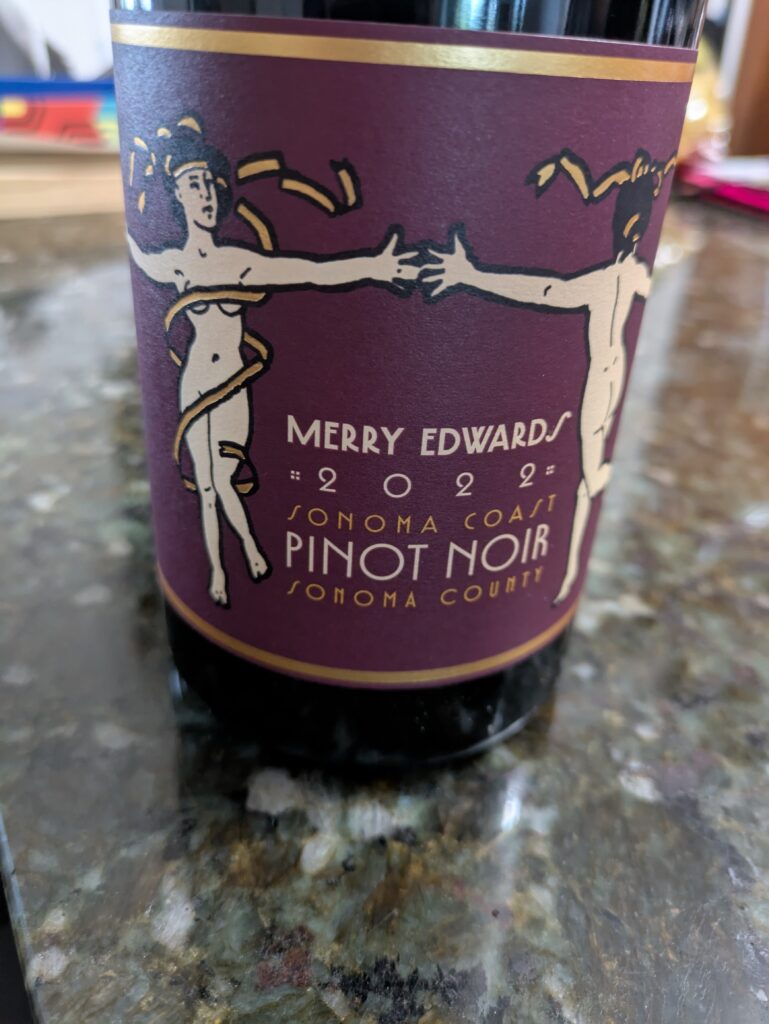 MERRY EDWARDS
2022
SONOMA COAST
PINOT NOIR
SONOMA COUNTY